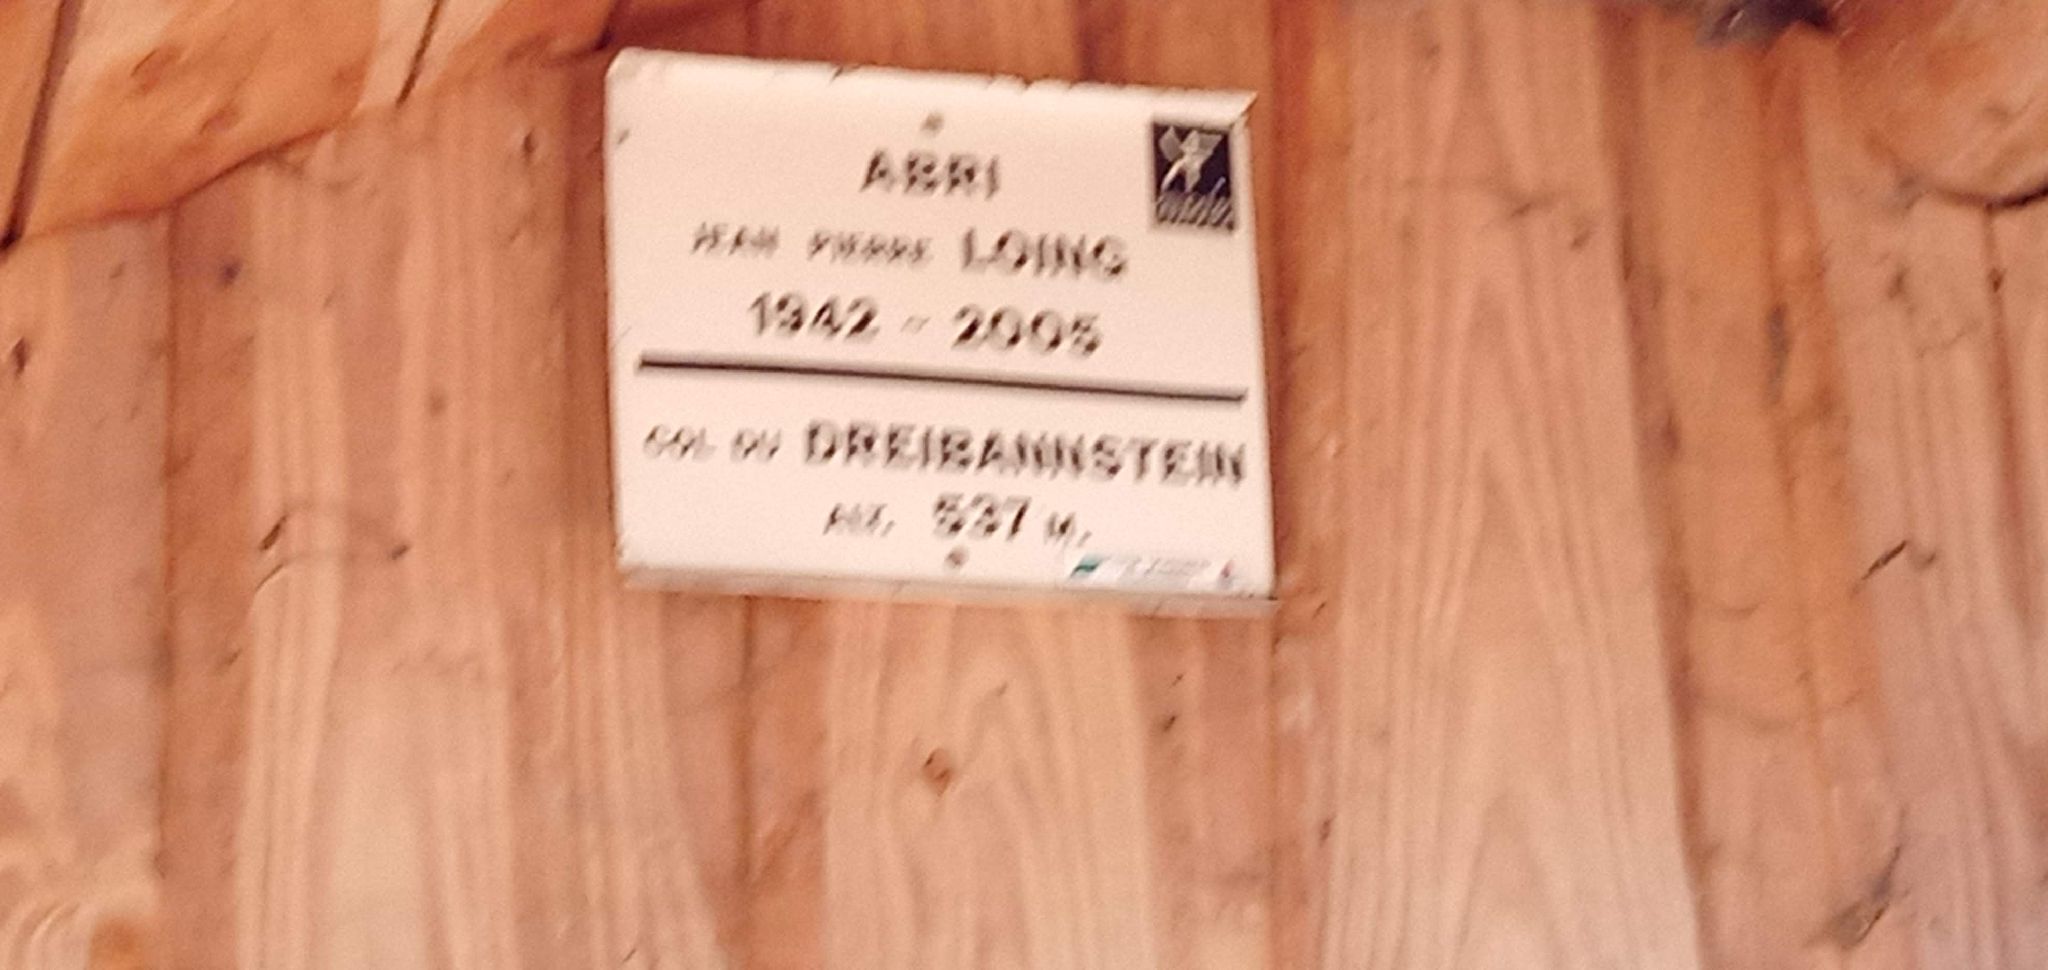 ABRI
JEAN PIERRE LOING
1942 - 2005
COL DU DREIBANNSTEIN
ALT. 537 M.